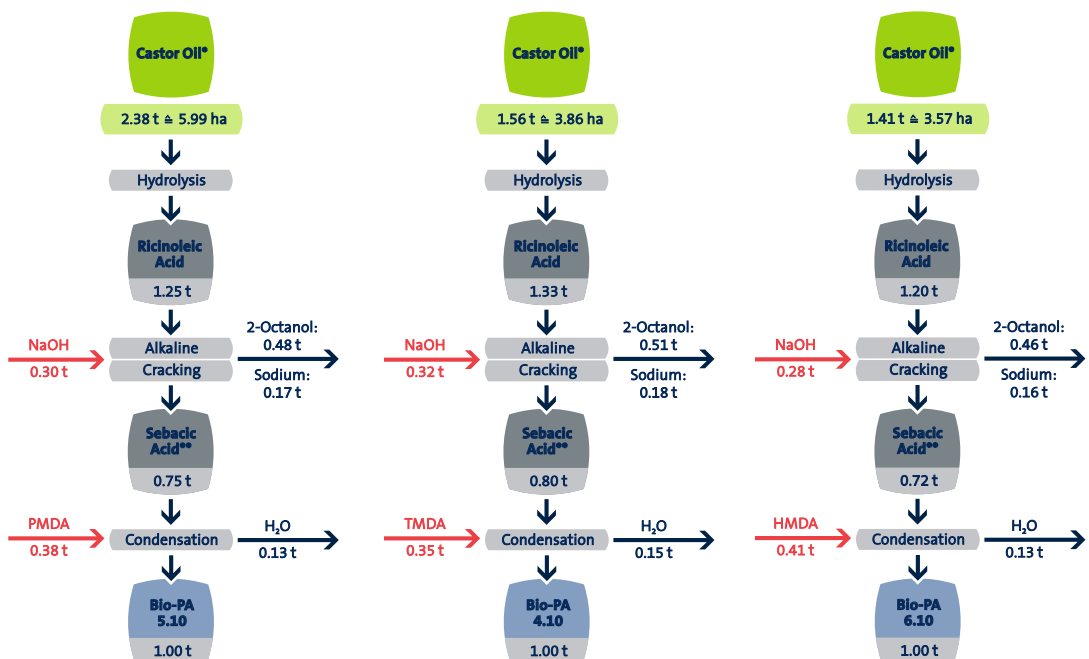 Castor Oil•
2.38 t ≙ 5.99 ha
Hydrolysis
Ricinoleic
Acid
1.25 t
NaOH
0.30 t
Alkaline
Cracking
2-Octanol:
0.48 t
Sodium:
0.17 t
Sebacic
Acid••
0.75 t
PMDA
0.38 t
Condensation
H₂O
0.13 t
Bio-PA
5.10
1.00 t
Castor Oil•
1.56 t ≙ 3.86 ha
Hydrolysis
Ricinoleic
Acid
1.33 t
NaOH
0.32 t
Alkaline
Cracking
2-Octanol:
0.51 t
Sodium:
0.18 t
Sebacic
Acid••
0.80 t
TMDA
0.35 t
Condensation
H₂O
0.15 t
Bio-PA
4.10
1.00 t
Castor Oil•
1.41 t ≙ 3.57 ha
Hydrolysis
Ricinoleic
Acid
1.20 t
NaOH
0.28 t
Alkaline
Cracking
2-Octanol:
0.46 t
Sodium:
0.16 t
Sebacic
Acid••
0.72 t
HMDA
0.41 t
Condensation
H₂O
0.13 t
Bio-PA
6.10
1.00 t